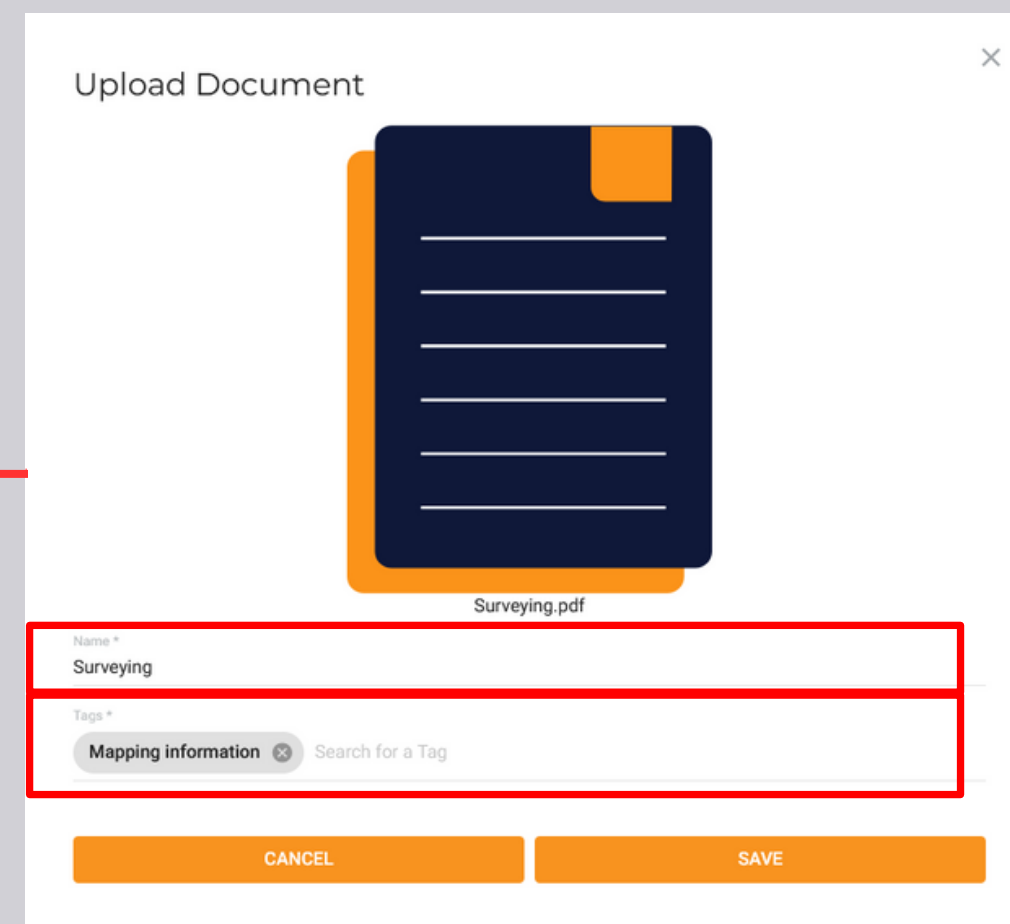 Upload Document
Surveying.pdf
Name *
Surveying
Tags *
Mapping information Search for a Tag
CANCEL SAVE